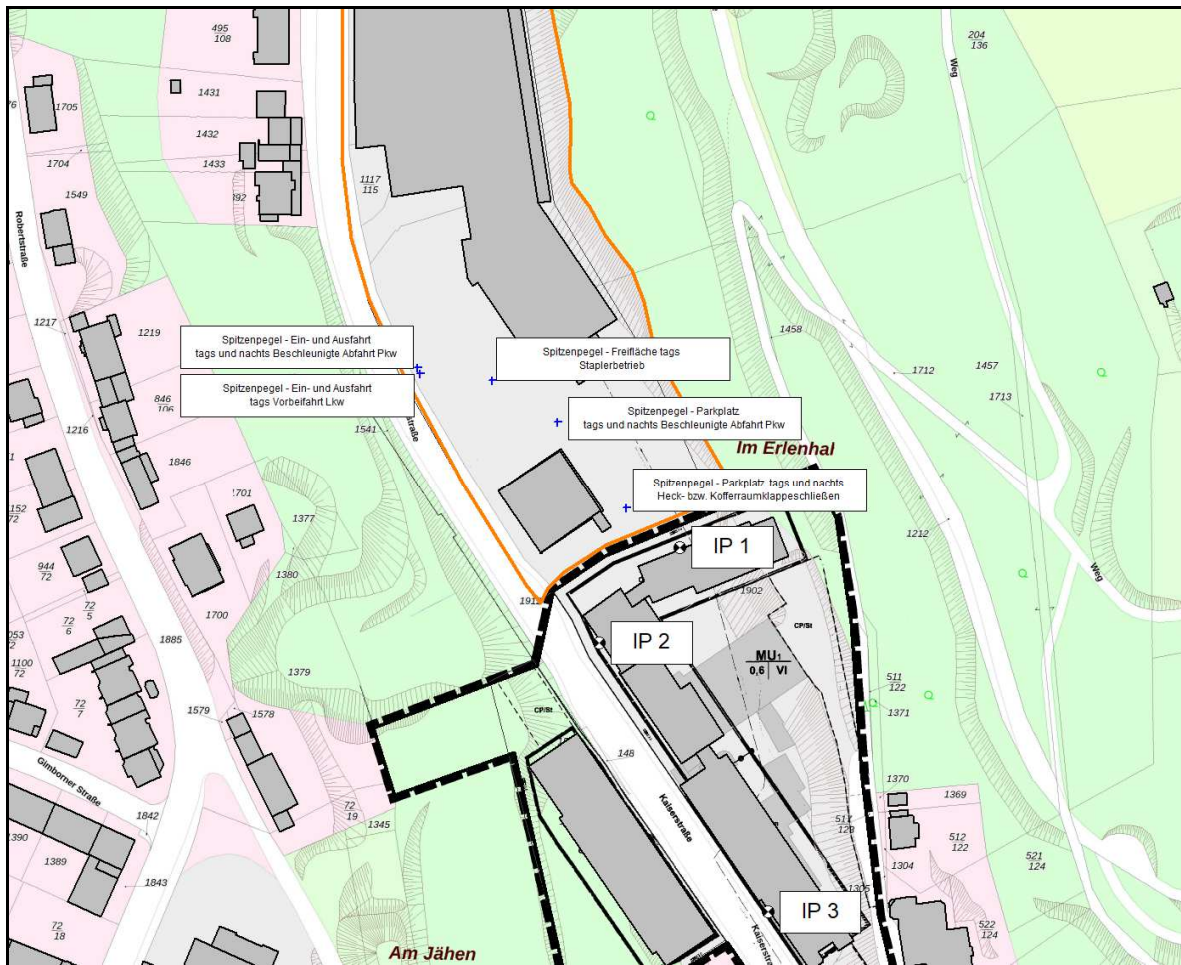 495
108
204
136
Weg
1431
1705
1432
1433
1704
1117
115
1549
Robertstraße
1217
1219
1458
Spitzenpegel - Ein- und Ausfahrt
tags und nachts Beschleunigte Abfahrt Pkw
Spitzenpegel - Freifläche tags
Staplerbetrieb
1712
1457
1713
Spitzenpegel - Ein- und Ausfahrt
tags Vorbeifahrt Lkw
846
106
Spitzenpegel - Parkplatz
tags und nachts Beschleunigte Abfahrt Pkw
1216
1541
Im Erlenhal
1846
Spitzenpegel - Parkplatz tags und nachts
Heck- bzw. Kofferraumklappeschließen
1377
1212
IP 1
944
72
1380
Weg
72
5
72
6
1700
1912
1902
CP/St
1885
IP 2
MU1
0,6 VI
1100
72
1379
511
122
1371
72
7
1579
1578
CP/St
148
Gimborner Straße
1370
1369
Kaiserstraße
72
19
1345
1842
512
122
1390
1389
1304
521
124
1843
1305
IP 3
72
18
522
124
Kaiserstraße
Am Jähen